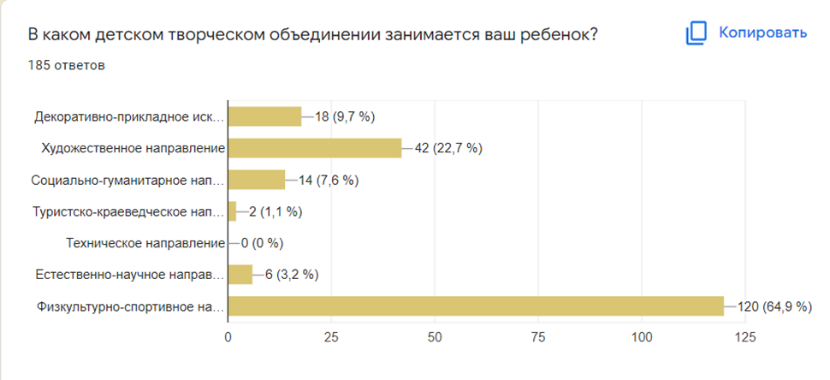 В каком детском творческом объединении занимается ваш ребенок?
Копировать
185 ответов
Декоративно-прикладное иск... 18 (9,7 %)
Художественное направление 42 (22,7 %)
Социально-гуманитарное нап... 14 (7,6 %)
Туристско-краеведческое нап... 2 (1,1 %)
Техническое направление 0 (0 %)
Естественно-научное направ... 6 (3,2 %)
Физкультурно-спортивное на... 120 (64,9 %)
0 25 50 75 100 125